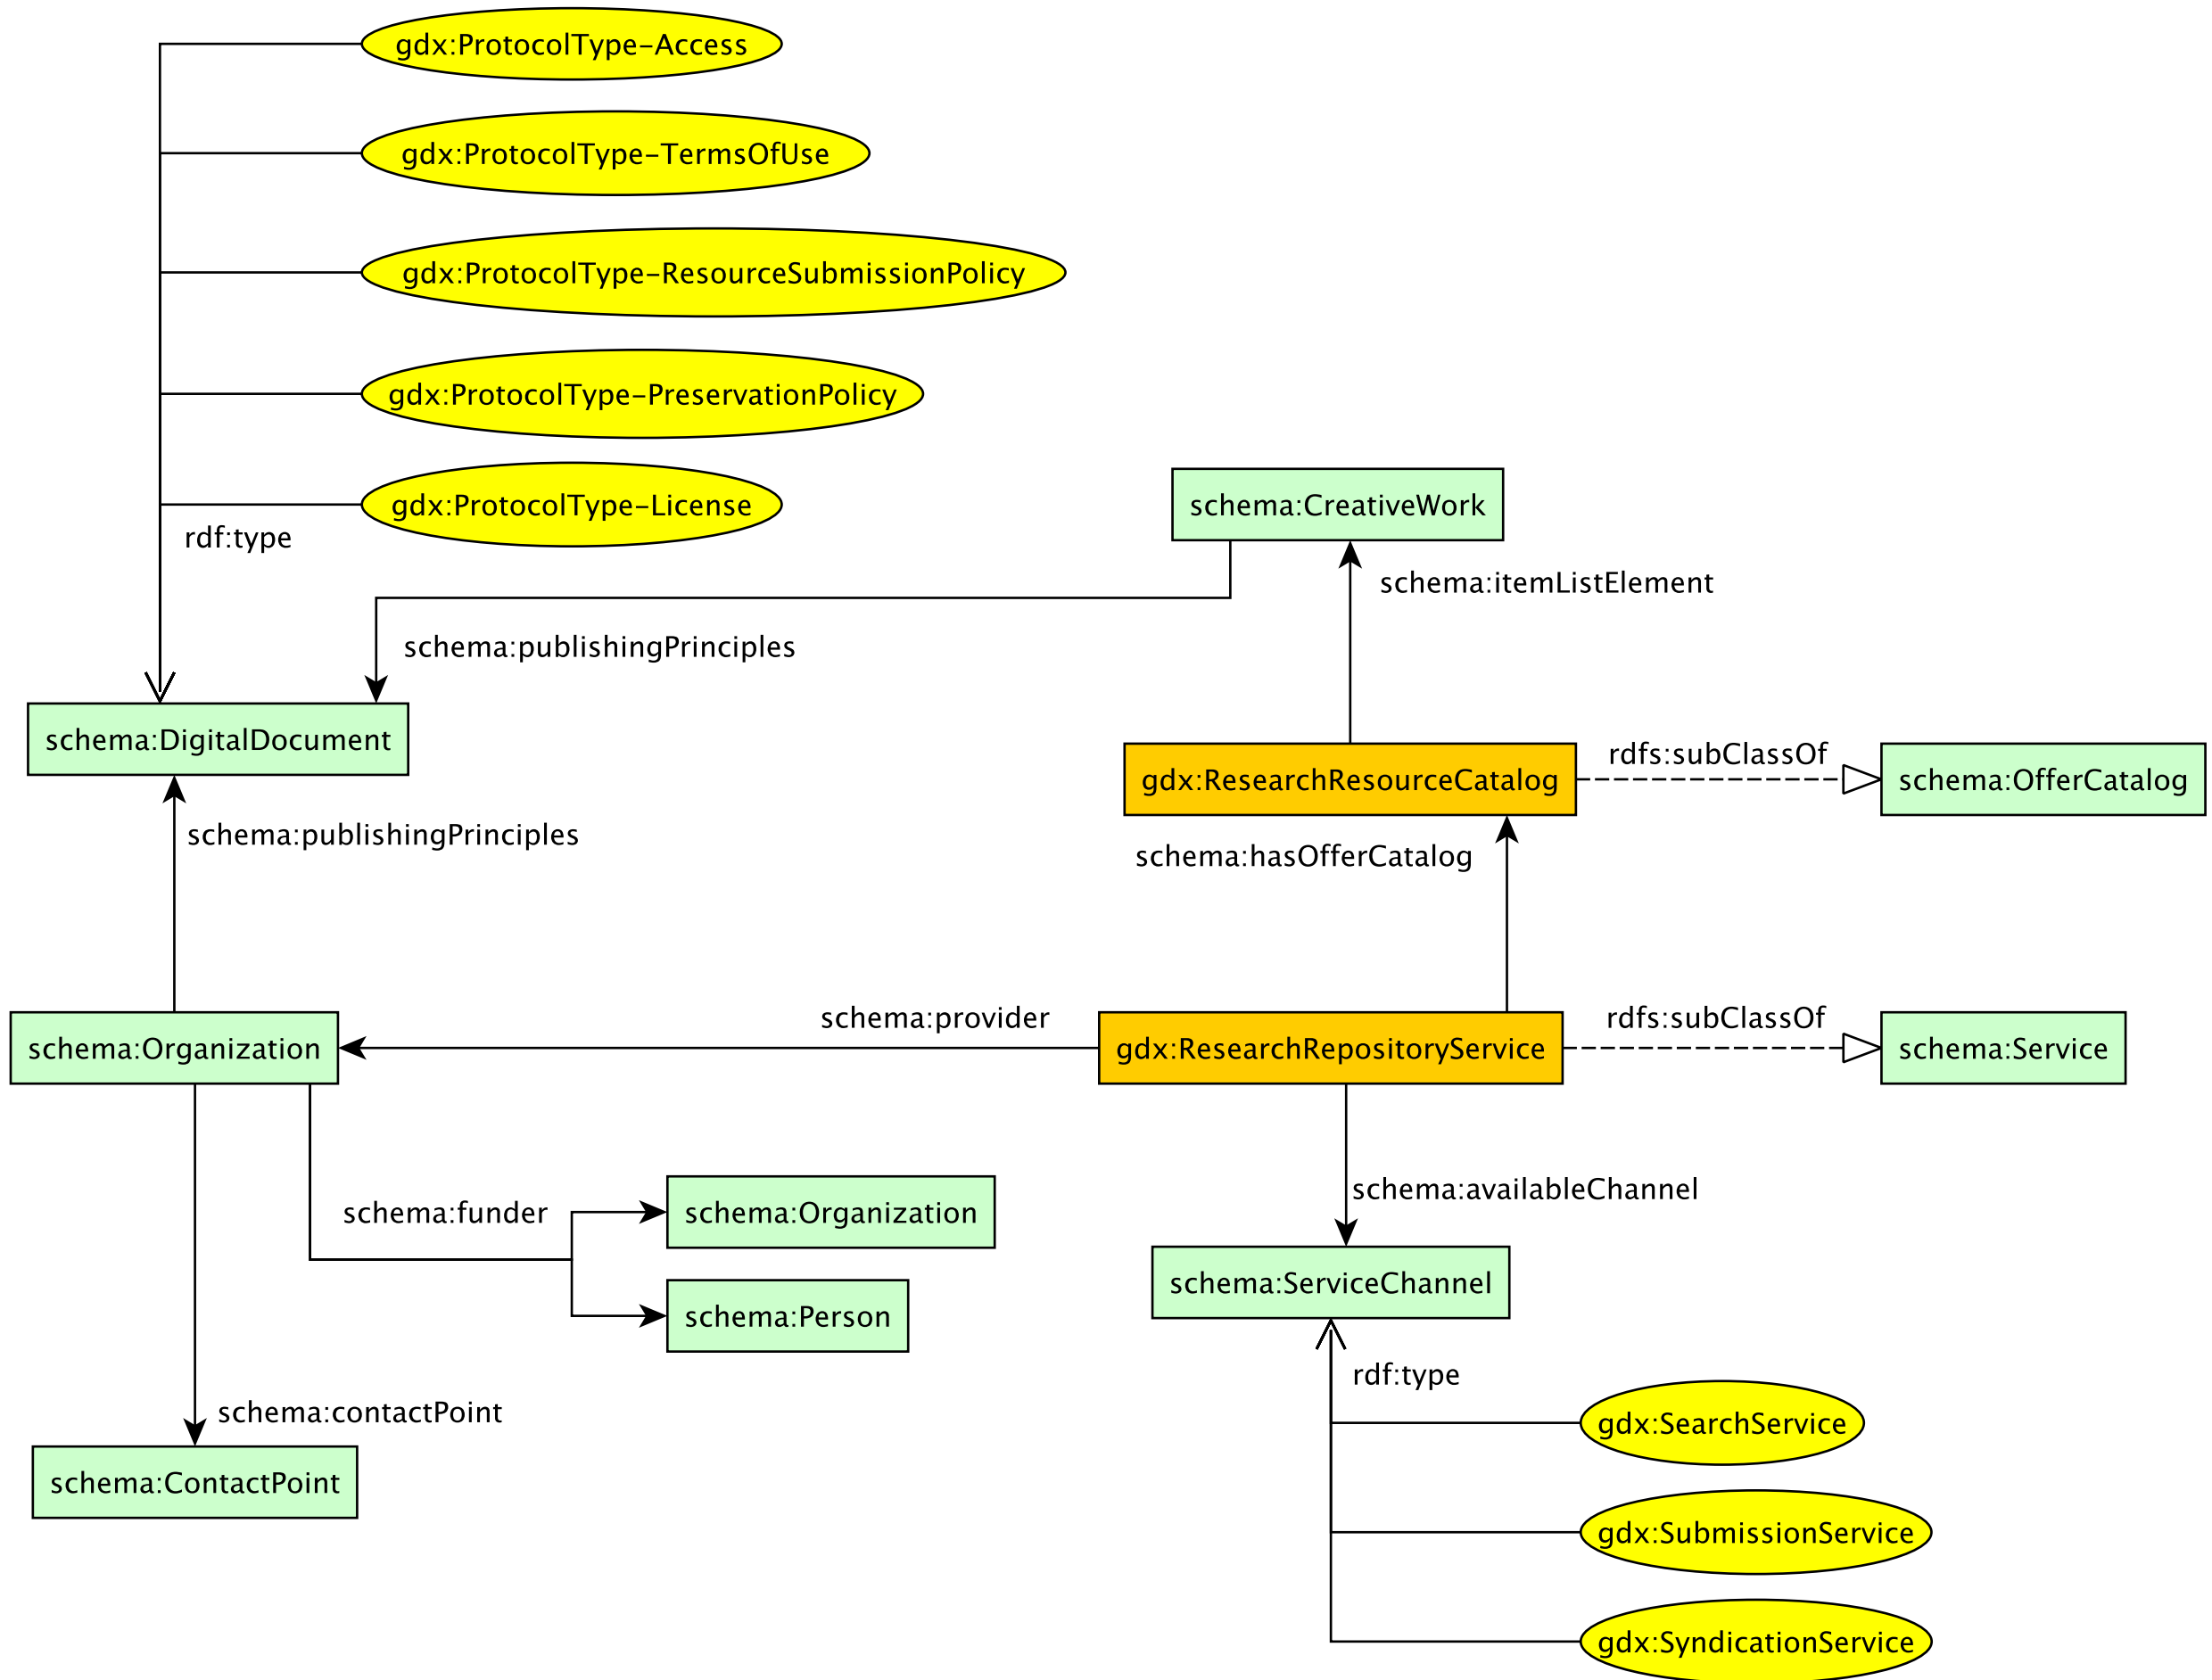 gdx:ProtocolType-Access
gdx:ProtocolType-TermsOfUse
gdx:ProtocolType-ResourceSubmissionPolicy
gdx:ProtocolType-PreservationPolicy
gdx:ProtocolType-License
rdf:type
schema:CreativeWork
schema:itemListElement
schema:publishingPrinciples
schema:DigitalDocument
schema:publishingPrinciples
gdx:ResearchResourceCatalog
rdfs:subClassOf
schema:OfferCatalog
schema:hasOfferCatalog
schema:Organization
schema:provider
gdx:ResearchRepositoryService
rdfs:subClassOf
schema:Service
schema:funder
schema:Organization
schema:Person
schema:availableChannel
schema:ServiceChannel
rdf:type
schema:contactPoint
schema:ContactPoint
gdx:SearchService
gdx:SubmissionService
gdx:SyndicationService